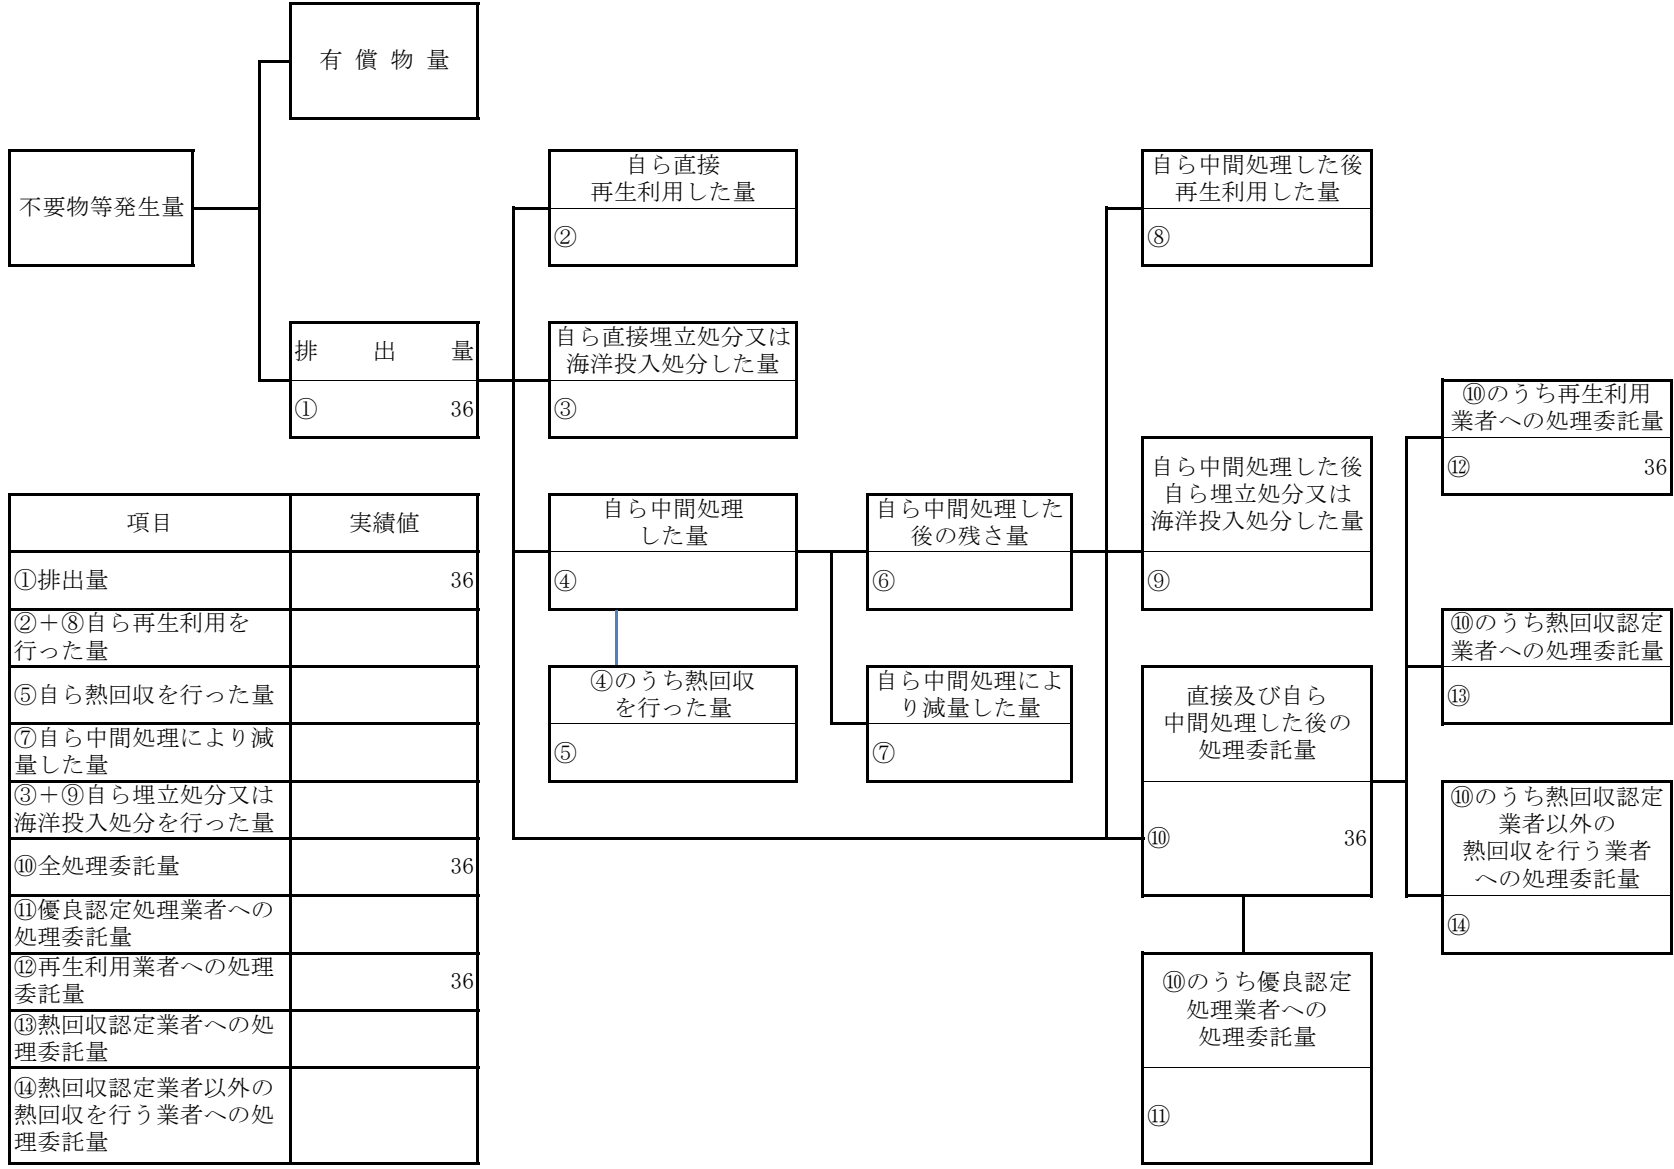 有償物量
不要物等発生量
排出量
① 36
自ら直接
再生利用した量
②
自ら直接埋立処分又は
海洋投入処分した量
③
自ら中間処理
した量
④
④のうち熱回収
を行った量
⑤
自ら中間処理した
後の残さ量
⑥
自ら中間処理によ
り減量した量
⑦
自ら中間処理した後
再生利用した量
⑧
自ら中間処理した後
自ら埋立処分又は
海洋投入処分した量
⑨
直接及び自ら
中間処理した後の
処理委託量
⑩ 36
⑩のうち優良認定
処理業者への
処理委託量
⑪
⑩のうち再生利用
業者への処理委託量
⑫ 36
⑩のうち熱回収認定
業者への処理委託量
⑬
⑩のうち熱回収認定
業者以外の
熱回収を行う業者
への処理委託量
⑭
項目 実績値
①排出量 36
②＋⑧自ら再生利用を
行った量
⑤自ら熱回収を行った量
⑦自ら中間処理により減
量した量
③＋⑨自ら埋立処分又は
海洋投入処分を行った量
⑩全処理委託量 36
⑪優良認定処理業者への
処理委託量
⑫再生利用業者への処理
委託量 36
⑬熱回収認定業者への処
理委託量
⑭熱回収認定業者以外の
熱回収を行う業者への処
理委託量